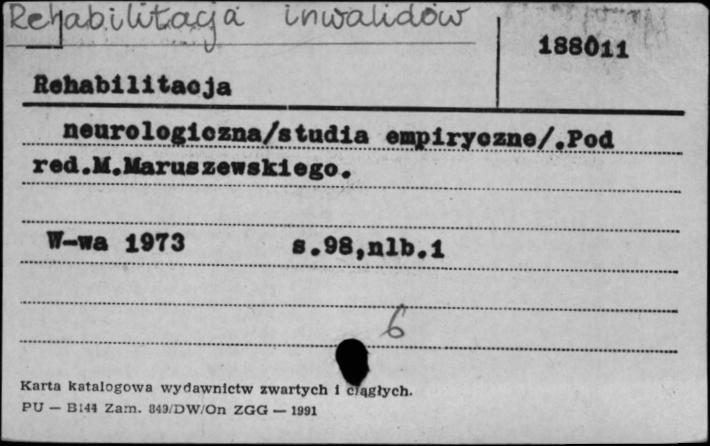 Rehabilitacja inwalidów
188011
Rehabilitacja
neurologiczna/studia empiryczne/.Pod
red.M.Maruszewskiego.
W-wa 1973 s.98,nlb.1
6
Karta katalogowa wydawnictw zwartych i ciągłych.
PU — B144 Zam. 849/DW/On ZGG — 1991